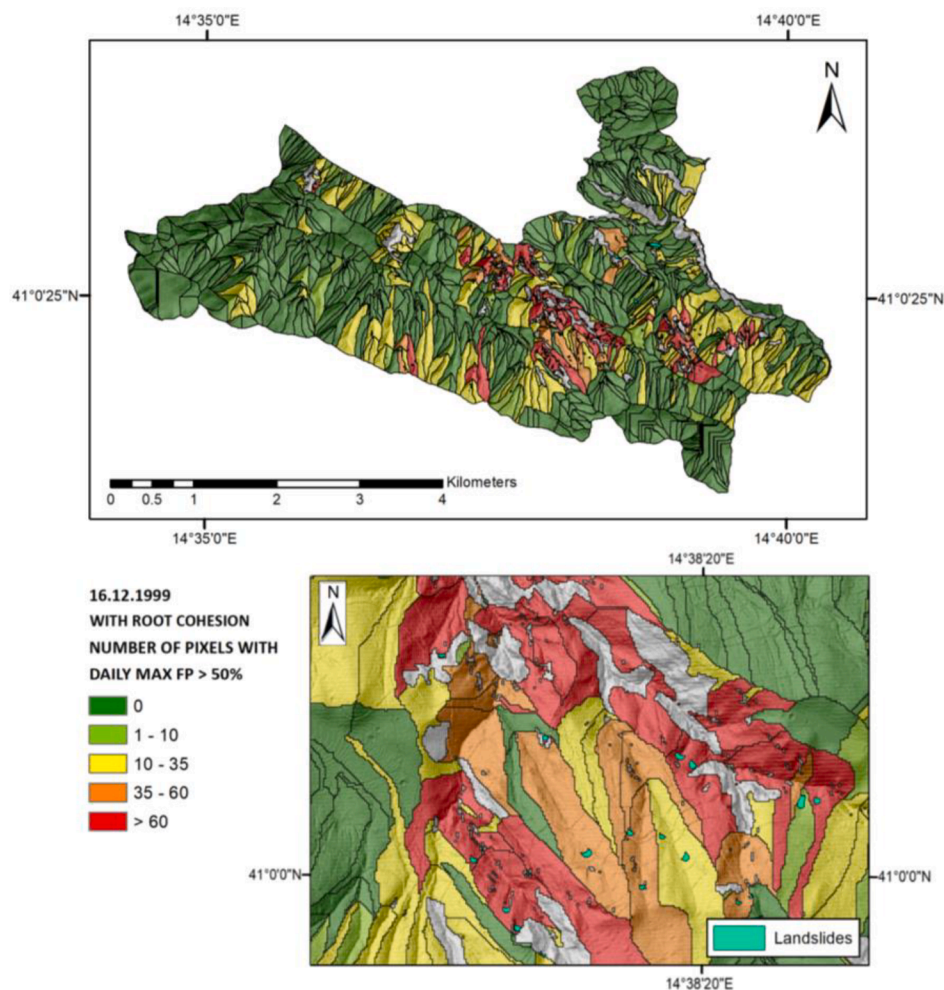 14°35'0"E 14°40'0"E
N
41°0'25"N 41°0'25"N
Kilometers
0 0.5 1 2 3 4
14°35'0"E 14°40'0"E
14°38'20"E
16.12.1999
WITH ROOT COHESION
NUMBER OF PIXELS WITH
DAILY MAX FP > 50%
0
1 - 10
10 - 35
35 - 60
> 60
N
41°0'0"N 41°0'0"N
Landslides
14°38'20"E